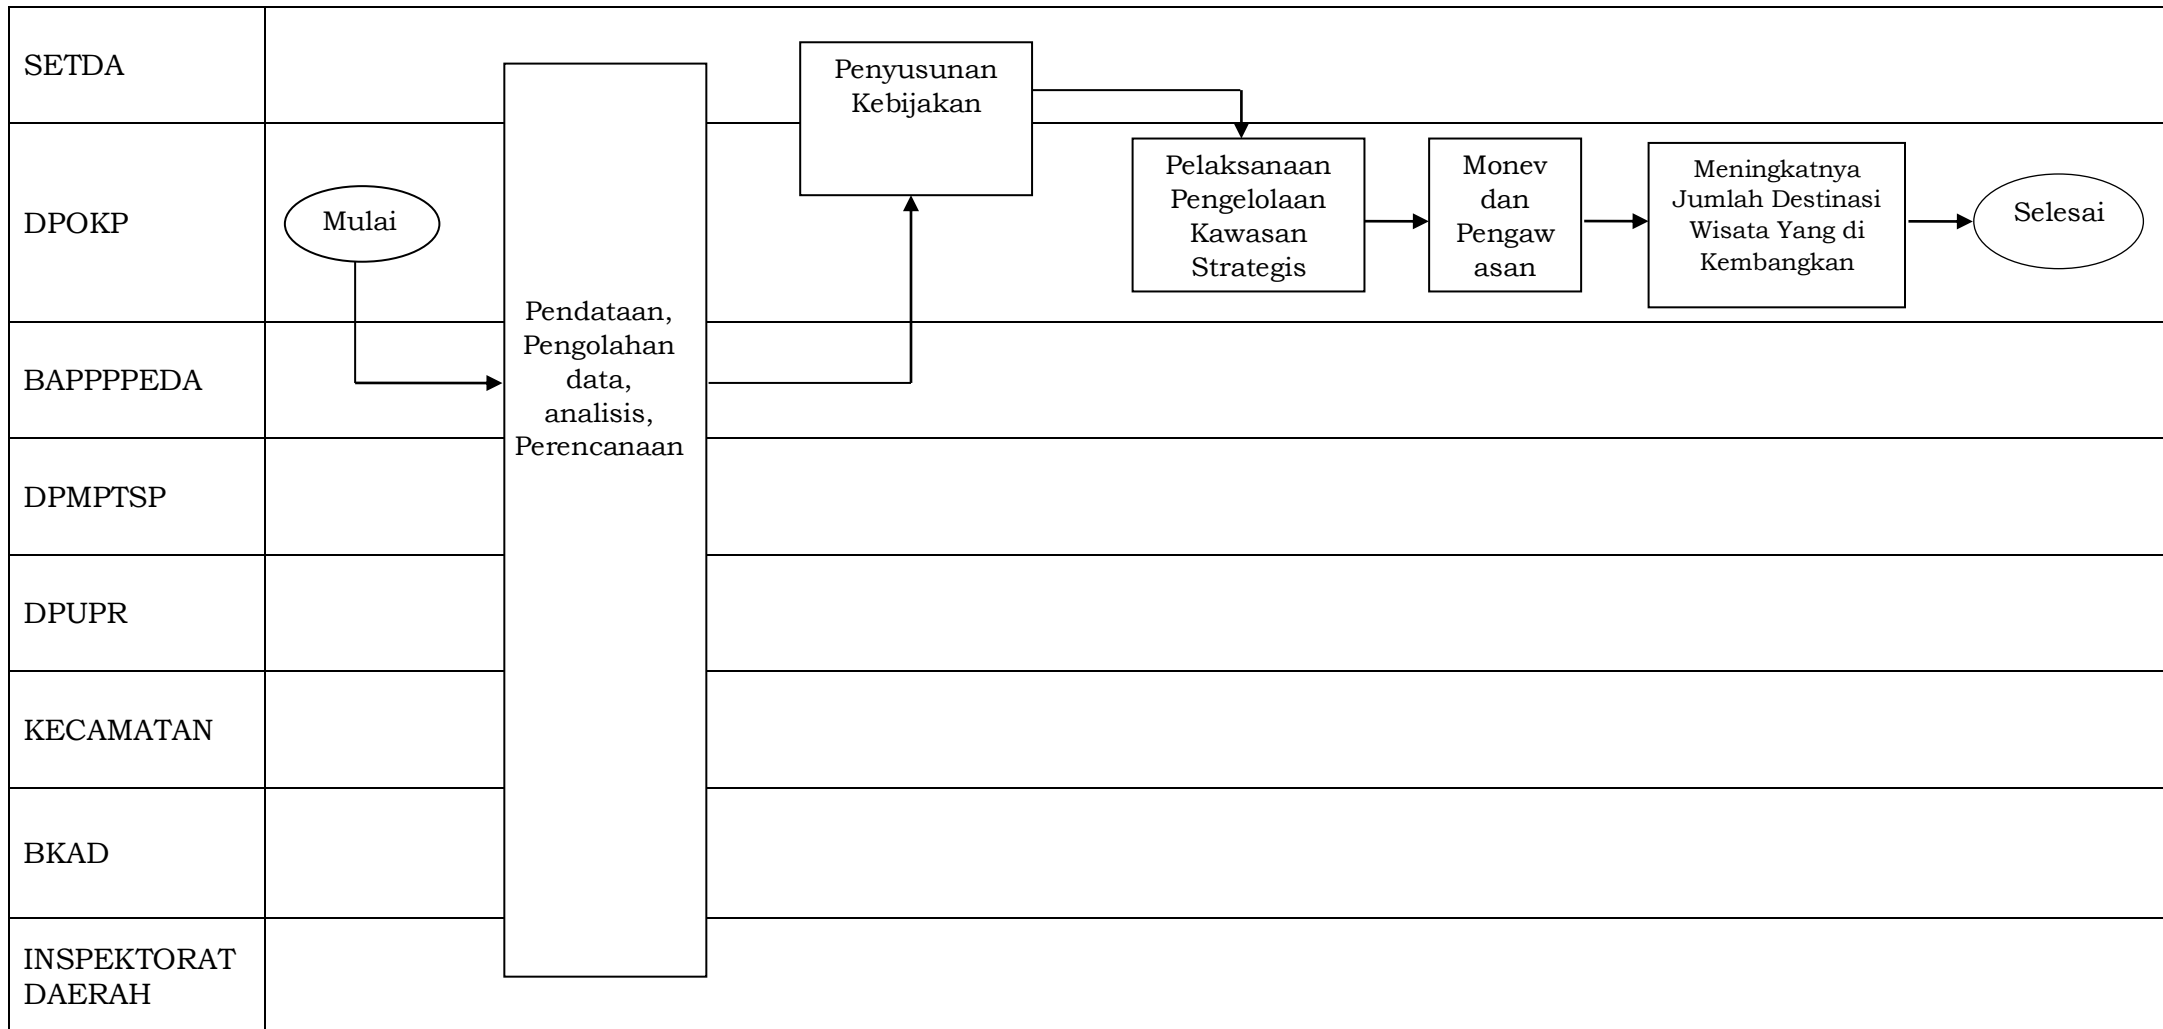 SETDA
DPOKP
BAPPPPEDA
DPMPTSP
DPUPR
KECAMATAN
BKAD
INSPEKTORAT
DAERAH
Mulai
Pendataan,
Pengolahan
data,
analisis,
Perencanaan
Penyusunan
Kebijakan
Pelaksanaan
Pengelolaan
Kawasan
Strategis
Monev
dan
Pengaw
asan
Meningkatnya
Jumlah Destinasi
Wisata Yang di
Kembangkan
Selesai